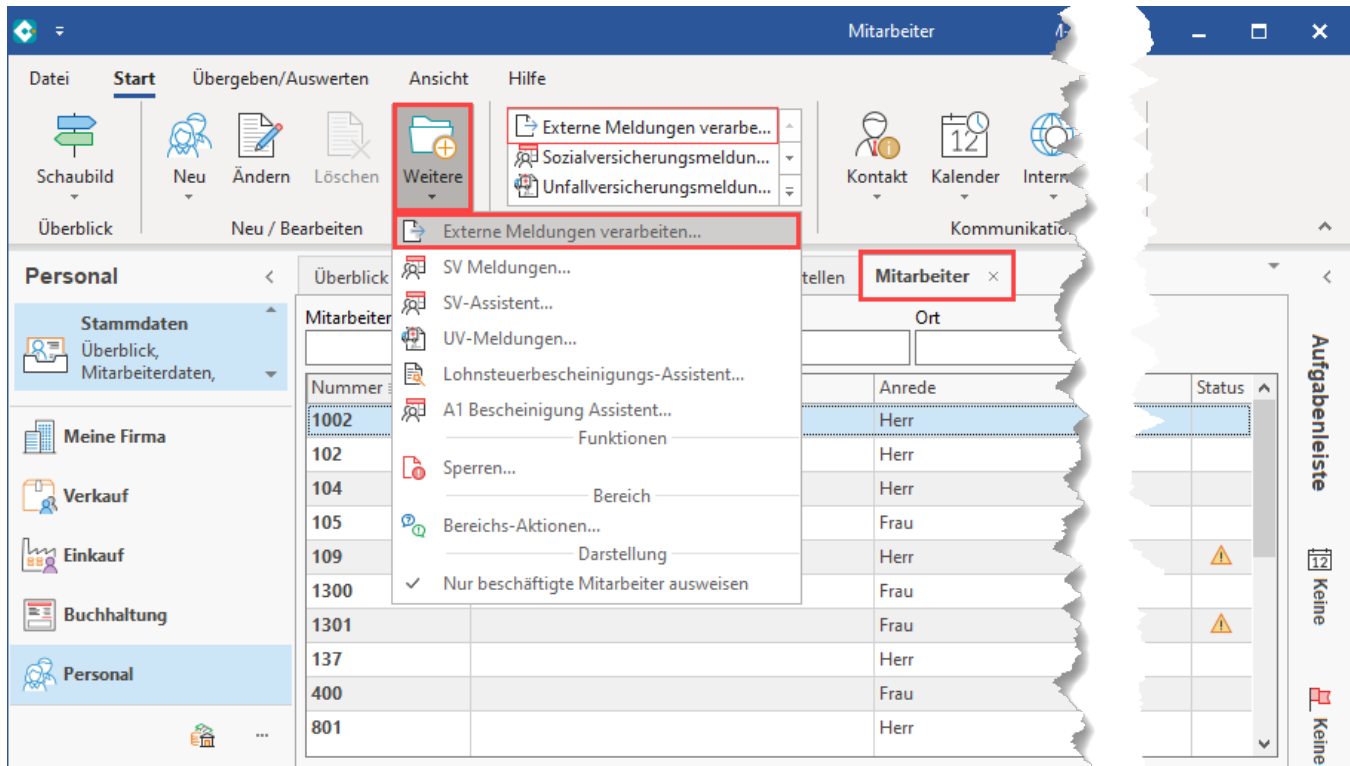 Mitarbeiter
Datei Start Übergeben/Auswerten Ansicht Hilfe
Schaubild
Neu
Ändern
Löschen
Weitere
Externe Meldungen verarbe...
Sozialversicherungsmeldun...
Unfallversicherungsmeldun...
Kontakt
12
Kalender
Überblick
Neu / Bearbeiten
Personal
Stammdaten
Überblick,
Mitarbeiterdaten,
Meine Firma
Verkauf
Einkauf
Buchhaltung
Personal
...
Externe Meldungen verarbeiten...
SV Meldungen...
SV-Assistent...
UV-Meldungen...
Lohnsteuerbescheinigungs-Assistent...
A1 Bescheinigung Assistent...
Funktionen
Sperren...
Bereich
Bereichs-Aktionen...
Darstellung
Nur beschäftigte Mitarbeiter ausweisen
Überblick tellen Mitarbeiter
Mitarbeiter Ort
Nummer Anrede Status
1002 Herr
102 Herr
104 Herr
105 Frau
109 Herr
1300 Frau
1301 Frau
137 Herr
400 Frau
801 Herr
Aufgabenleiste
12
Keine
Keine